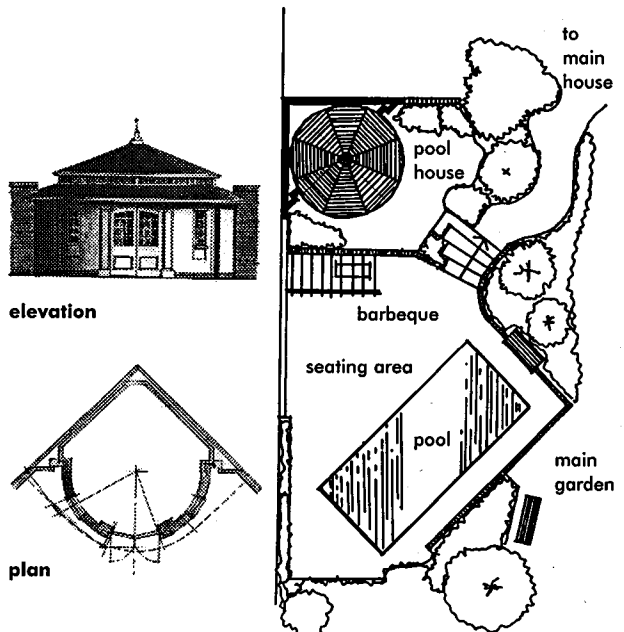 to
main
house
pool
house
elevation
barbeque
seating area
pool
main
garden
plan